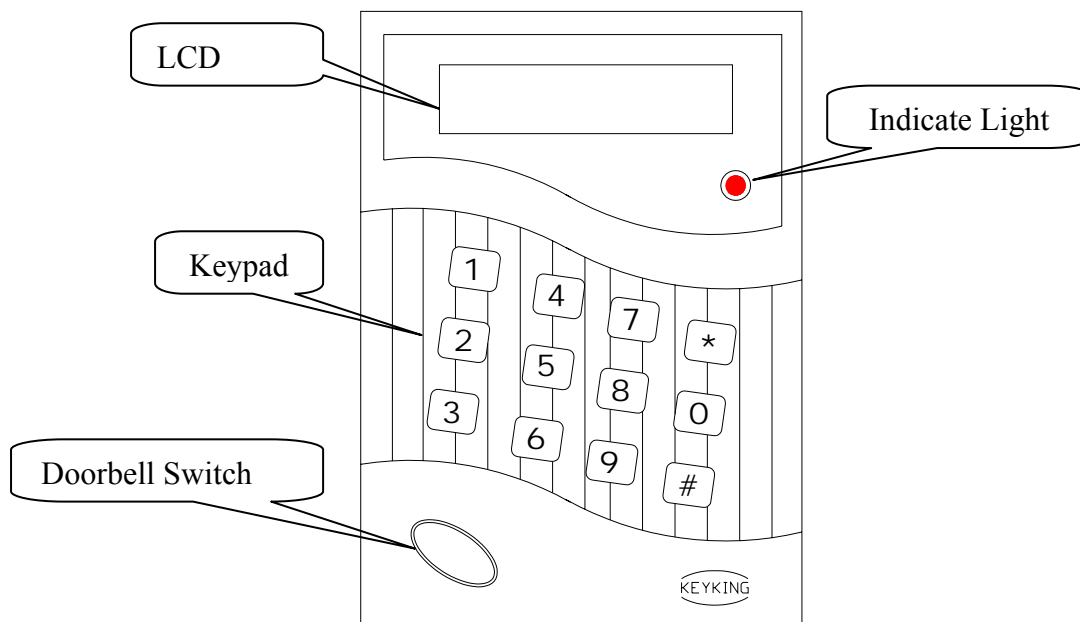 LCD
Indicate Light
Keypad
1 4 7 *
2 5 8 0
3 6 9 #
Doorbell Switch
KEYKING